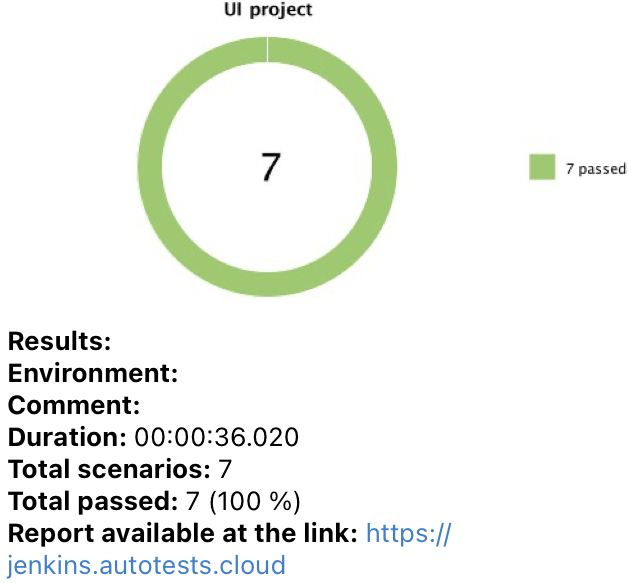 UI project
7
7 passed
Results:
Environment:
Comment:
Duration: 00:00:36.020
Total scenarios: 7
Total passed: 7 (100 %)
Report available at the link: https://
jenkins.autotests.cloud